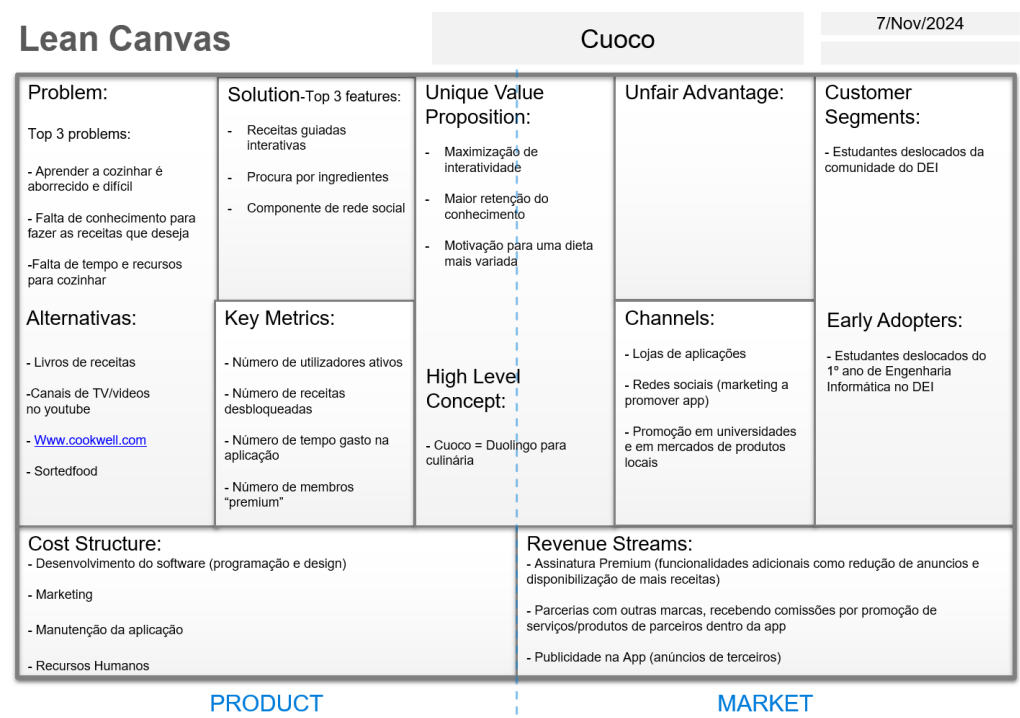 Lean Canvas
Cuoco
7/Nov/2024
Problem:
Top 3 problems:
- Aprender a cozinhar é
aborrecido e difícil
- Falta de conhecimento para
fazer as receitas que deseja
-Falta de tempo e recursos
para cozinhar
Alternativas:
- Livros de receitas
-Canais de TV/videos
no youtube
- Www.cookwell.com
- Sortedfood
Solution-Top 3 features:
- Receitas guiadas
interativas
- Procura por ingredientes
- Componente de rede social
Key Metrics:
- Número de utilizadores ativos
- Número de receitas
desbloqueadas
- Número de tempo gasto na
aplicação
- Número de membros
“premium”
Unique Value
Proposition:
- Maximização de
interatividade
- Maior retenção do
conhecimento
- Motivação para uma dieta
mais variada
High Level
Concept:
- Cuoco = Duolingo para
culinária
Unfair Advantage:
Channels:
- Lojas de aplicações
- Redes sociais (marketing a
promover app)
- Promoção em universidades
e em mercados de produtos
locais
Customer
Segments:
- Estudantes deslocados da
comunidade do DEI
Early Adopters:
- Estudantes deslocados do
1º ano de Engenharia
Informática no DEI
Cost Structure:
- Desenvolvimento do software (programação e design)
- Marketing
- Manutenção da aplicação
- Recursos Humanos
Revenue Streams:
- Assinatura Premium (funcionalidades adicionais como redução de anuncios e
disponibilização de mais receitas)
- Parcerias com outras marcas, recebendo comissões por promoção de
serviços/produtos de parceiros dentro da app
- Publicidade na App (anúncios de terceiros)
PRODUCT
MARKET